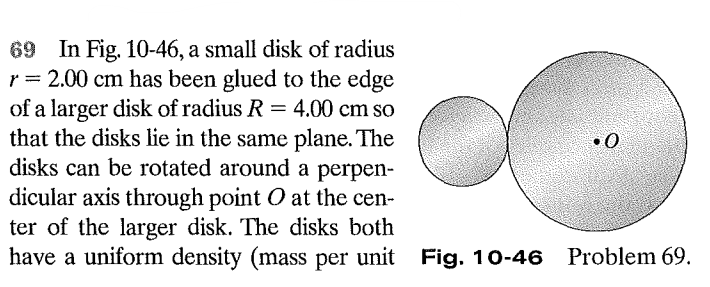 69 In Fig. 10-46, a small disk of radius
r = 2.00 cm has been glued to the edge
of a larger disk of radius R = 4.00 cm so
that the disks lie in the same plane. The
disks can be rotated around a perpen-
dicular axis through point O at the cen-
ter of the larger disk. The disks both
have a uniform density (mass per unit
•O
Fig. 10-46 Problem 69.